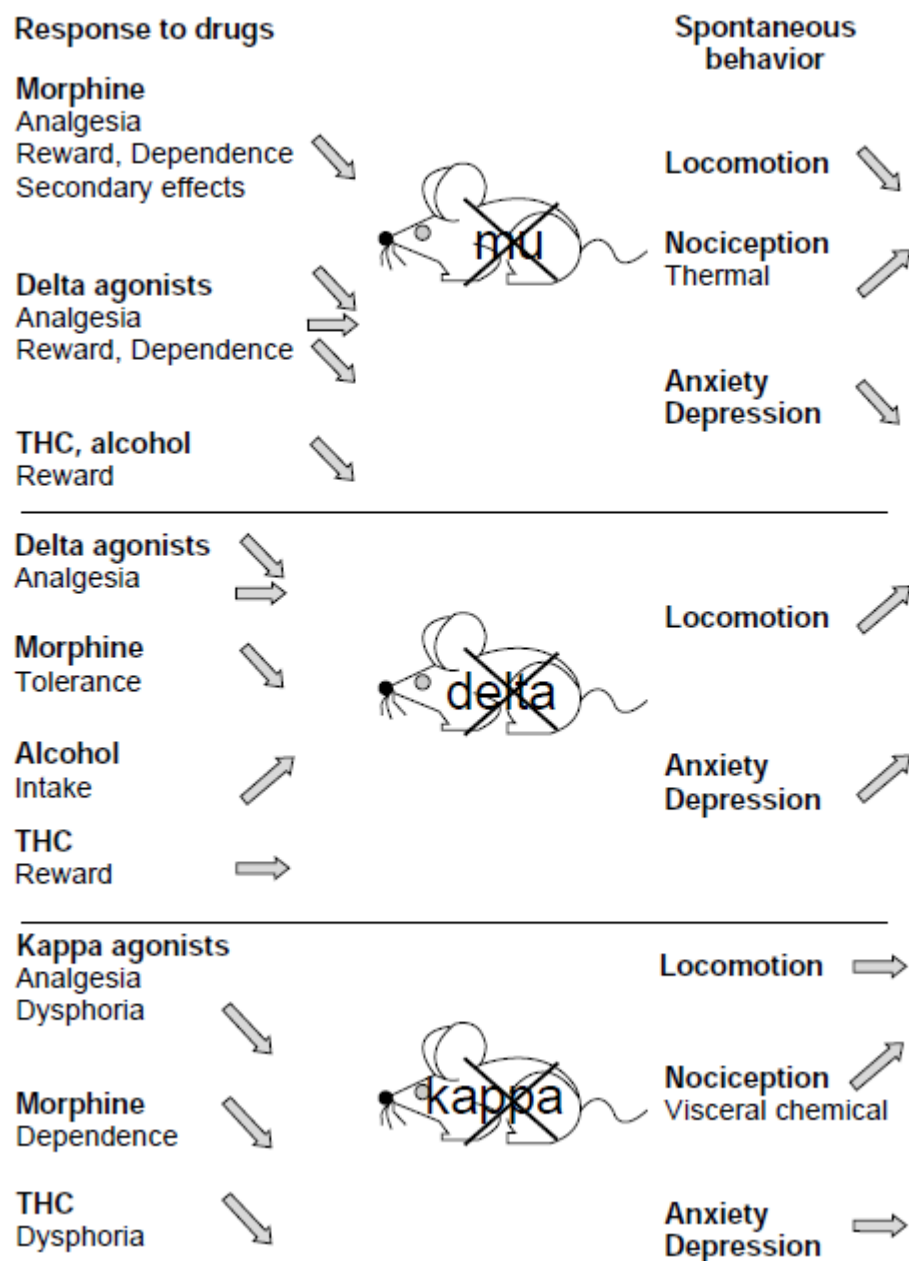 Response to drugs
Spontaneous
behavior
Morphine
Analgesia
Reward, Dependence
Secondary effects
Delta agonists
Analgesia
Reward, Dependence
THC, alcohol
Reward
mu
Locomotion
Nociception
Thermal
Anxiety
Depression
Delta agonists
Analgesia
Morphine
Tolerance
Alcohol
Intake
THC
Reward
delta
Locomotion
Anxiety
Depression
Kappa agonists
Analgesia
Dysphoria
Morphine
Dependence
THC
Dysphoria
kappa
Locomotion
Nociception
Visceral chemical
Anxiety
Depression